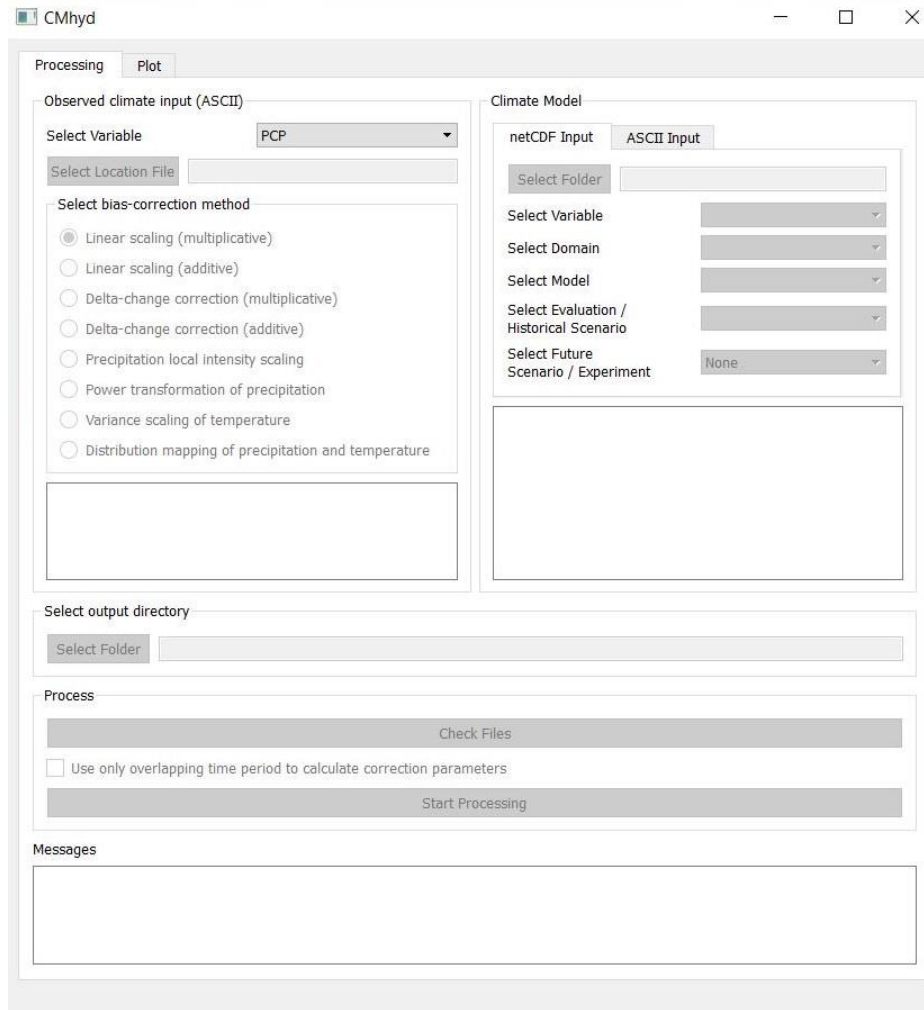 CMhyd
Processing
Plot
Observed climate input (ASCII)
Select Variable
PCP
Select Location File
Select bias-correction method
Linear scaling (multiplicative)
Linear scaling (additive)
Delta-change correction (multiplicative)
Delta-change correction (additive)
Precipitation local intensity scaling
Power transformation of precipitation
Variance scaling of temperature
Distribution mapping of precipitation and temperature
Climate Model
netCDF Input
ASCII Input
Select Folder
Select Variable
Select Domain
Select Model
Select Evaluation /
Historical Scenario
Select Future
Scenario / Experiment
None
Select output directory
Select Folder
Process
Check Files
Use only overlapping time period to calculate correction parameters
Start Processing
Messages